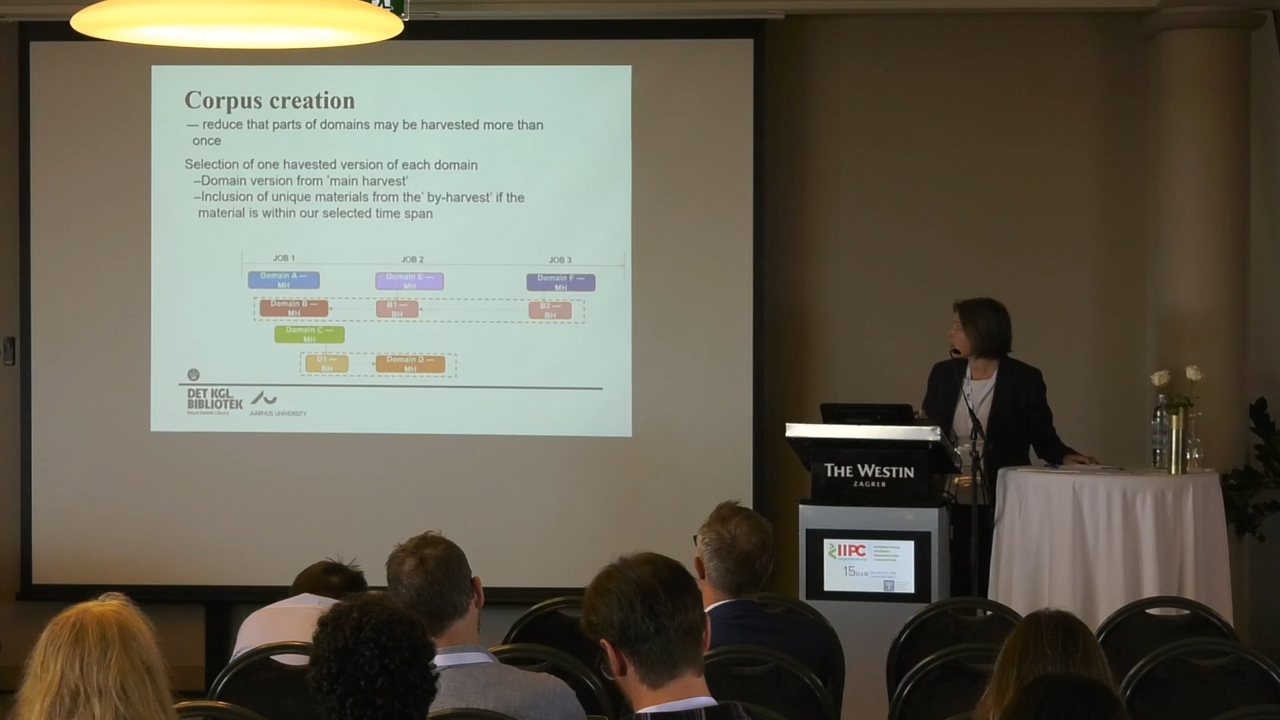 Corpus creation
— reduce that parts of domains may be harvested more than
once
Selection of one havested version of each domain
–Domain version from 'main harvest'
–Inclusion of unique materials from the' by-harvest' if the
material is within our selected time span
JOB 1 JOB 2 JOB 3
Domain A —
MH
Domain E —
MH
Domain F —
MH
Domain B —
MH
B1 —
BH
B2 —
BH
Domain C —
MH
D1 —
BH
Domain D —
MH
DET KGL.
BIBLIOTEK
Royal Danish Library
AARHUS UNIVERSITY
THE WESTIN
ZAGREB
IIPC
15